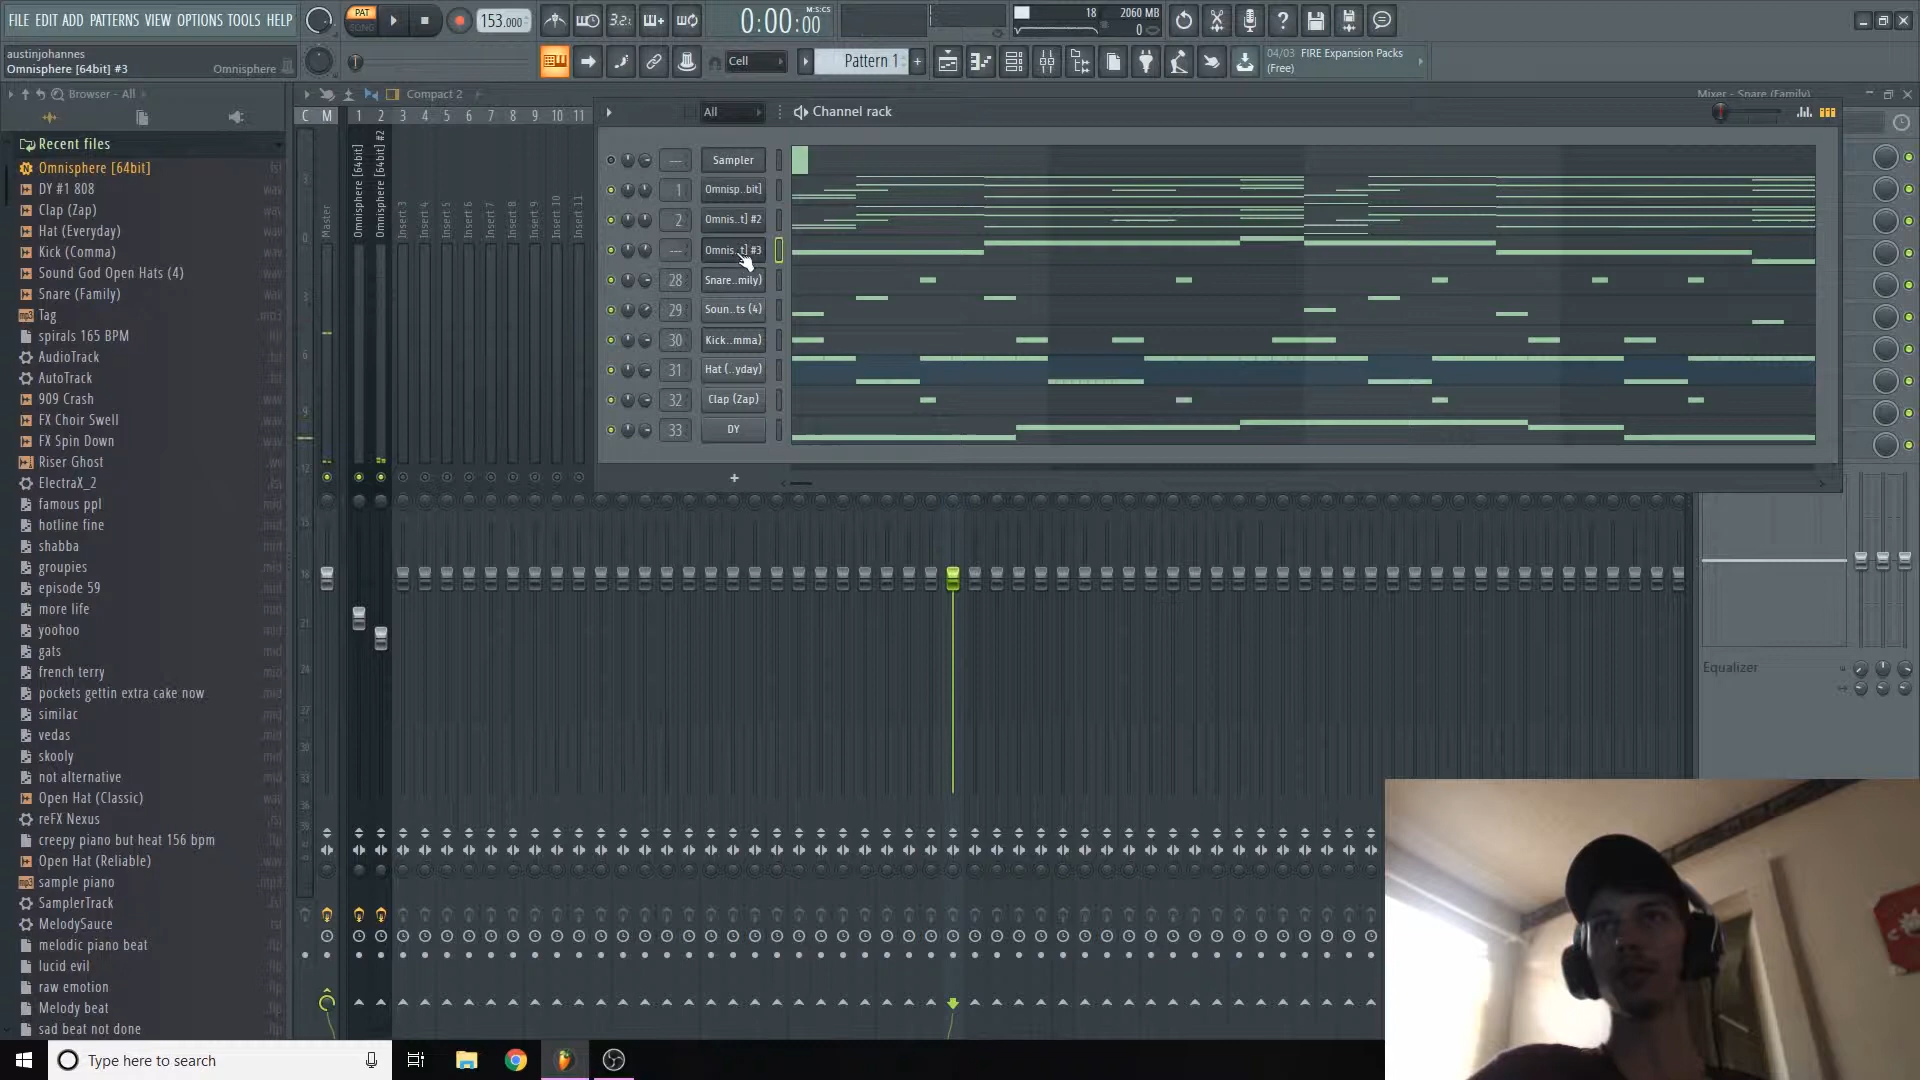 FILE EDIT ADD PATTERNS VIEW OPTIONS TOOLS HELP
PAT
SONG
153.000
3.2:
0:00:00
M:S:CS
18
2060 MB
0
austinjohannes
Omnisphere [64bit] #3
Omnisphere
Cell
Pattern 1
+
04/03 FIRE Expansion Packs
(Free)
Browser - All
Compact 2
Mixer - Snare (Family)
Recent files
Omnisphere [64bit]
DY #1 808
Clap (Zap)
Hat (Everyday)
Kick (Comma)
Sound God Open Hats (4)
Snare (Family)
Tag
spirals 165 BPM
AudioTrack
AutoTrack
909 Crash
FX Choir Swell
FX Spin Down
Riser Ghost
ElectraX_2
famous ppl
hotline fine
shabba
groupies
episode 59
more life
yoohoo
gats
french terry
pockets gettin extra cake now
similac
vedas
skooly
not alternative
Open Hat (Classic)
reFX Nexus
creepy piano but heat 156 bpm
Open Hat (Reliable)
sample piano
SamplerTrack
MelodySauce
melodic piano beat
lucid evil
raw emotion
Melody beat
sad beat not done
C M 1 2 3 4 5 6 7 8 9 10 11
Master
Omnisphere [64bit]
Omnisphere [64bit] #2
Insert 3
Insert 4
Insert 5
Insert 6
Insert 7
Insert 8
Insert 9
Insert 10
Insert 11
All
Channel rack
--- Sampler
1 Omnisp..bit]
2 Omnis..t] #2
--- Omnis..t] #3
28 Snare..mily)
29 Soun..ts (4)
30 Kick..mma)
31 Hat (..yday)
32 Clap (Zap)
33 DY
+
Equalizer
Type here to search